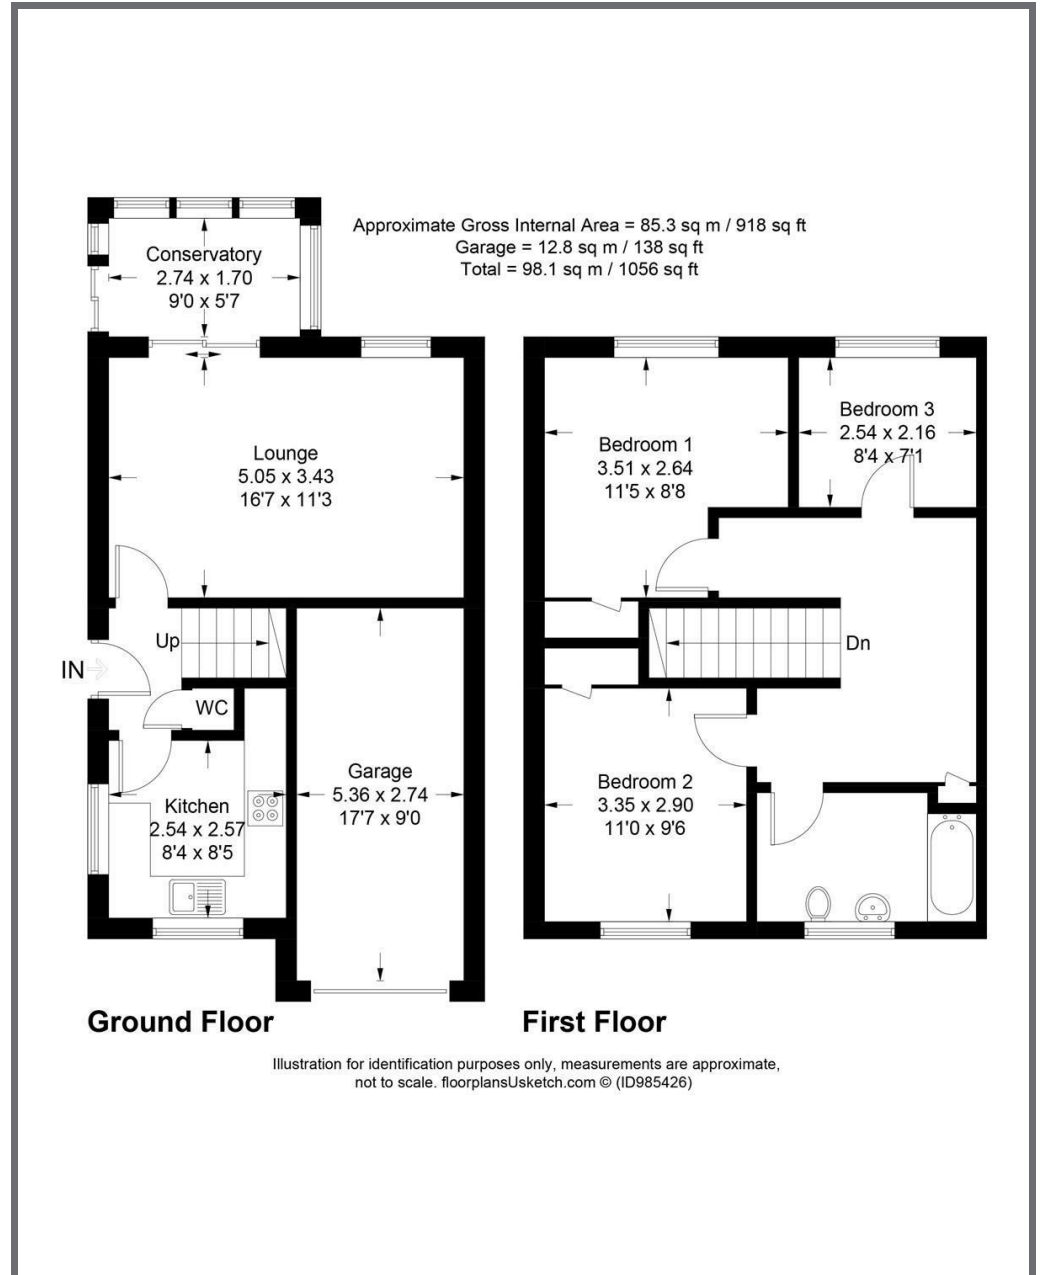 Approximate Gross Internal Area = 85.3 sq m / 918 sq ft
Garage = 12.8 sq m / 138 sq ft
Total = 98.1 sq m / 1056 sq ft
Conservatory
2.74 x 1.70
9'0 x 5'7
Lounge
5.05 x 3.43
16'7 x 11'3
Up
IN
WC
Kitchen
2.54 x 2.57
8'4 x 8'5
Garage
5.36 x 2.74
17'7 x 9'0
Bedroom 1
3.51 x 2.64
11'5 x 8'8
Bedroom 3
2.54 x 2.16
8'4 x 7'1
Dn
Bedroom 2
3.35 x 2.90
11'0 x 9'6
Ground Floor
First Floor
Illustration for identification purposes only, measurements are approximate,
not to scale. floorplansUsketch.com © (ID985426)